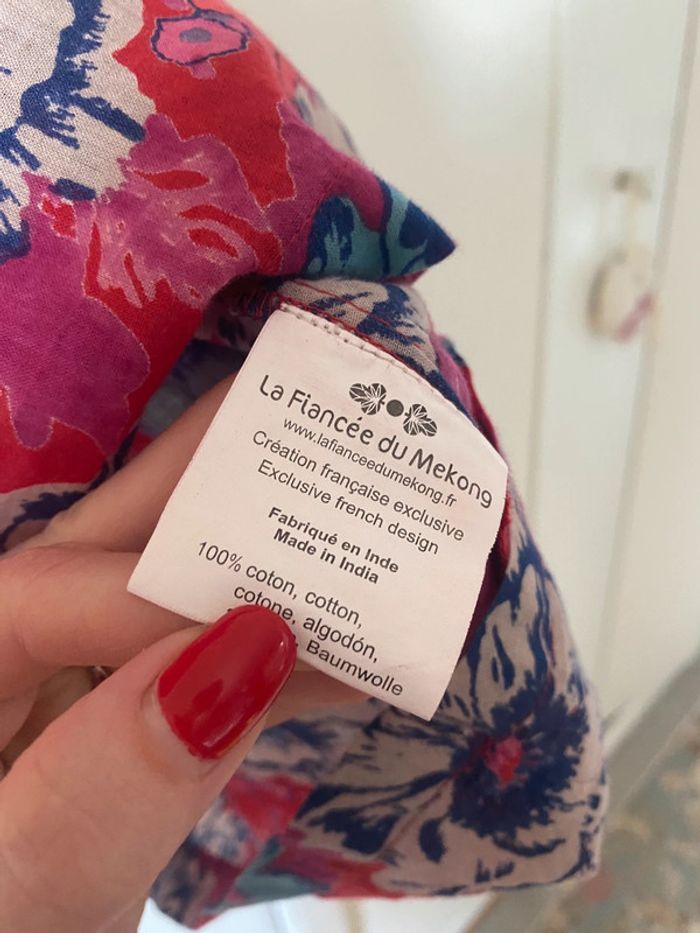 La Fiancée du Mekong
www.lafianceedumekong.fr
Création française exclusive
Exclusive french design
Fabriqué en Inde
Made in India
100% coton, cotton,
cotone, algodón,
Baumwolle